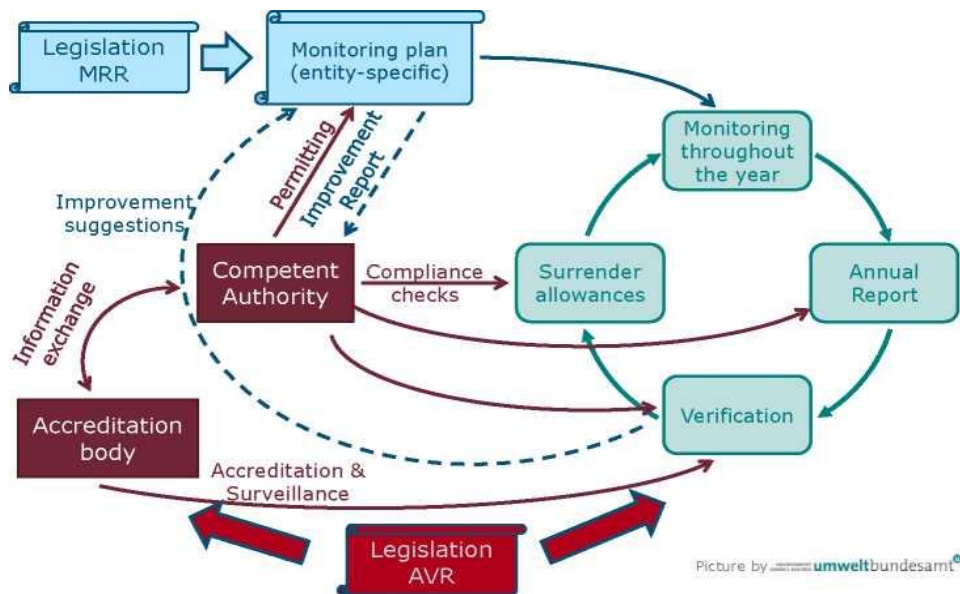 Legislation
MRR
Monitoring plan
(entity-specific)
Monitoring
throughout
the year
Permitting
Improvement
Report
Improvement
suggestions
Information
exchange
Competent
Authority
Compliance
checks
Surrender
allowances
Annual
Report
Accreditation
body
Verification
Accreditation &
Surveillance
Legislation
AVR
Picture by umweltbundesamt